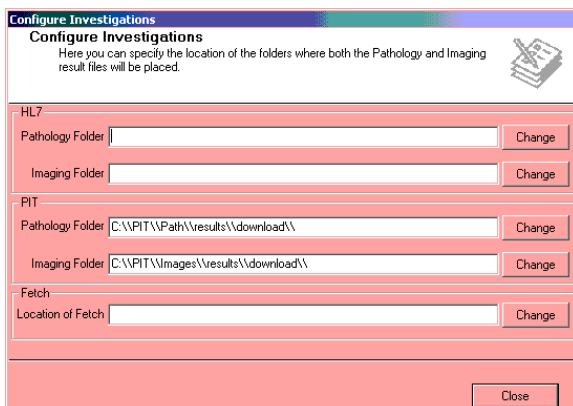 Configure Investigations
Configure Investigations
Here you can specify the location of the folders where both the Pathology and Imaging
result files will be placed.
HL7
Pathology Folder Change
Imaging Folder Change
PIT
Pathology Folder C:\\PIT\\Path\\results\\download\\ Change
Imaging Folder C:\\PIT\\Images\\results\\download\\ Change
Fetch
Location of Fetch Change
Close